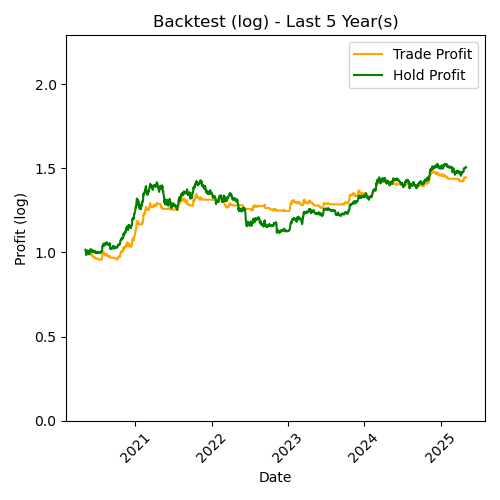 Backtest (log) - Last 5 Year(s)
Trade Profit
Hold Profit
Profit (log)
2.0
1.5
1.0
0.5
0.0
2021
2022
2023
2024
2025
Date